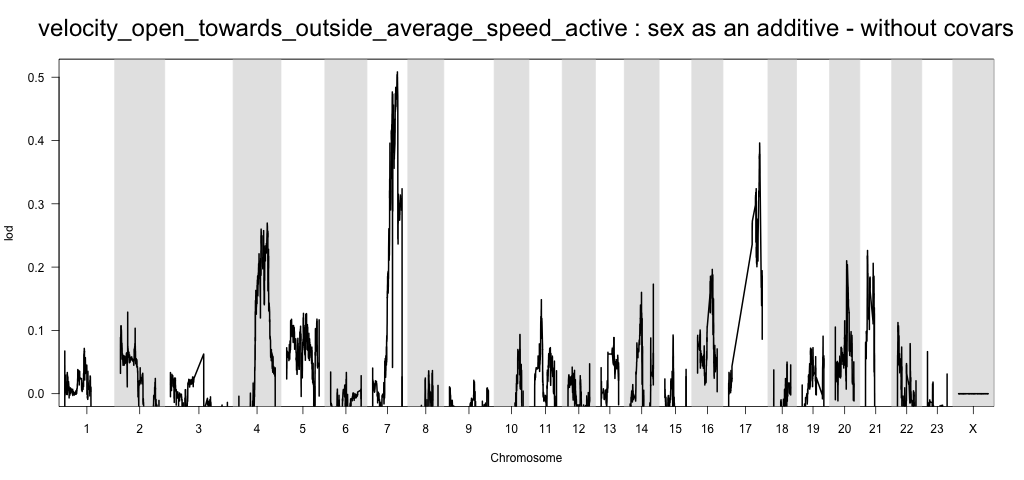 velocity_open_towards_outside_average_speed_active : sex as an additive - without covars
0.5
0.4
0.3
0.2
0.1
0.0
lod
1 2 3 4 5 6 7 8 9 10 11 12 13 14 15 16 17 18 19 20 21 22 23 X
Chromosome